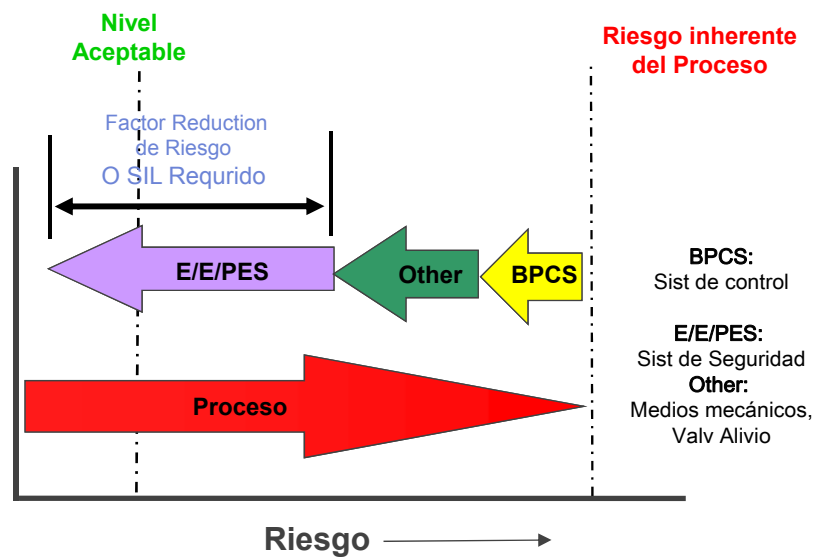 Nivel
Aceptable
Riesgo inherente
del Proceso
Factor Reduction
de Riesgo
O SIL Requrido
E/E/PES
Other
BPCS
BPCS:
Sist de control
E/E/PES:
Sist de Seguridad
Other:
Medios mecánicos,
Valv Alivio
Proceso
Riesgo